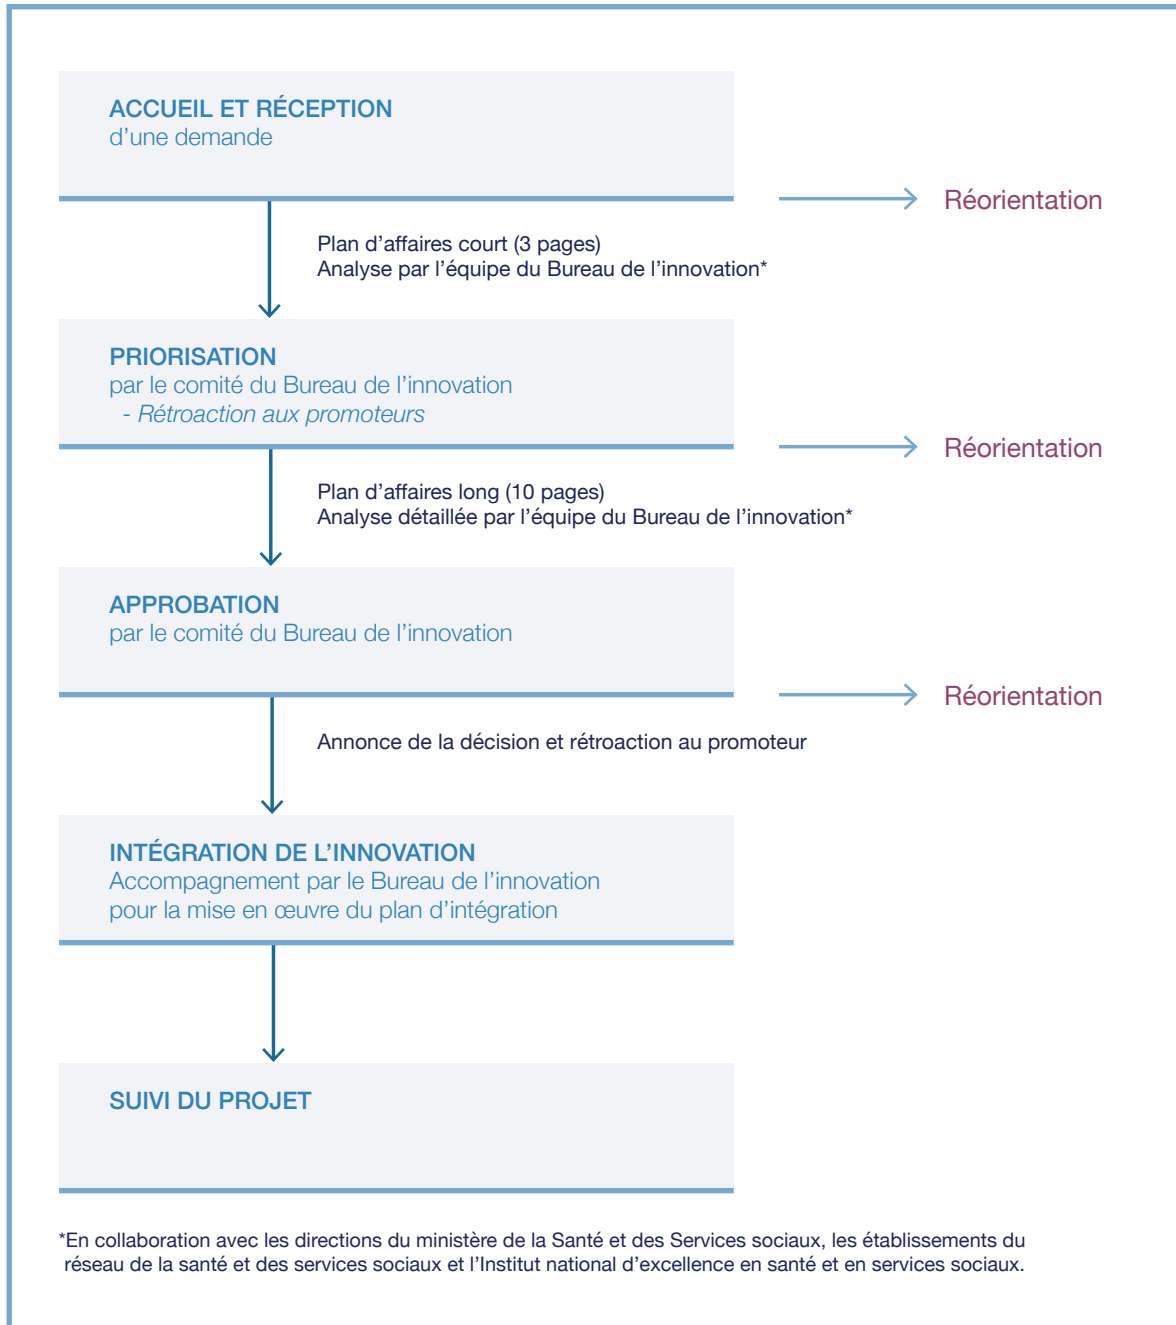 ACCUEIL ET RÉCEPTION
d’une demande
Réorientation
Plan d’affaires court (3 pages)
Analyse par l’équipe du Bureau de l’innovation*
PRIORISATION
par le comité du Bureau de l’innovation
- Rétroaction aux promoteurs
Réorientation
Plan d’affaires long (10 pages)
Analyse détaillée par l’équipe du Bureau de l’innovation*
APPROBATION
par le comité du Bureau de l’innovation
Réorientation
Annonce de la décision et rétroaction au promoteur
INTÉGRATION DE L’INNOVATION
Accompagnement par le Bureau de l’innovation
pour la mise en œuvre du plan d’intégration
SUIVI DU PROJET
*En collaboration avec les directions du ministère de la Santé et des Services sociaux, les établissements du
réseau de la santé et des services sociaux et l’Institut national d’excellence en santé et en services sociaux.